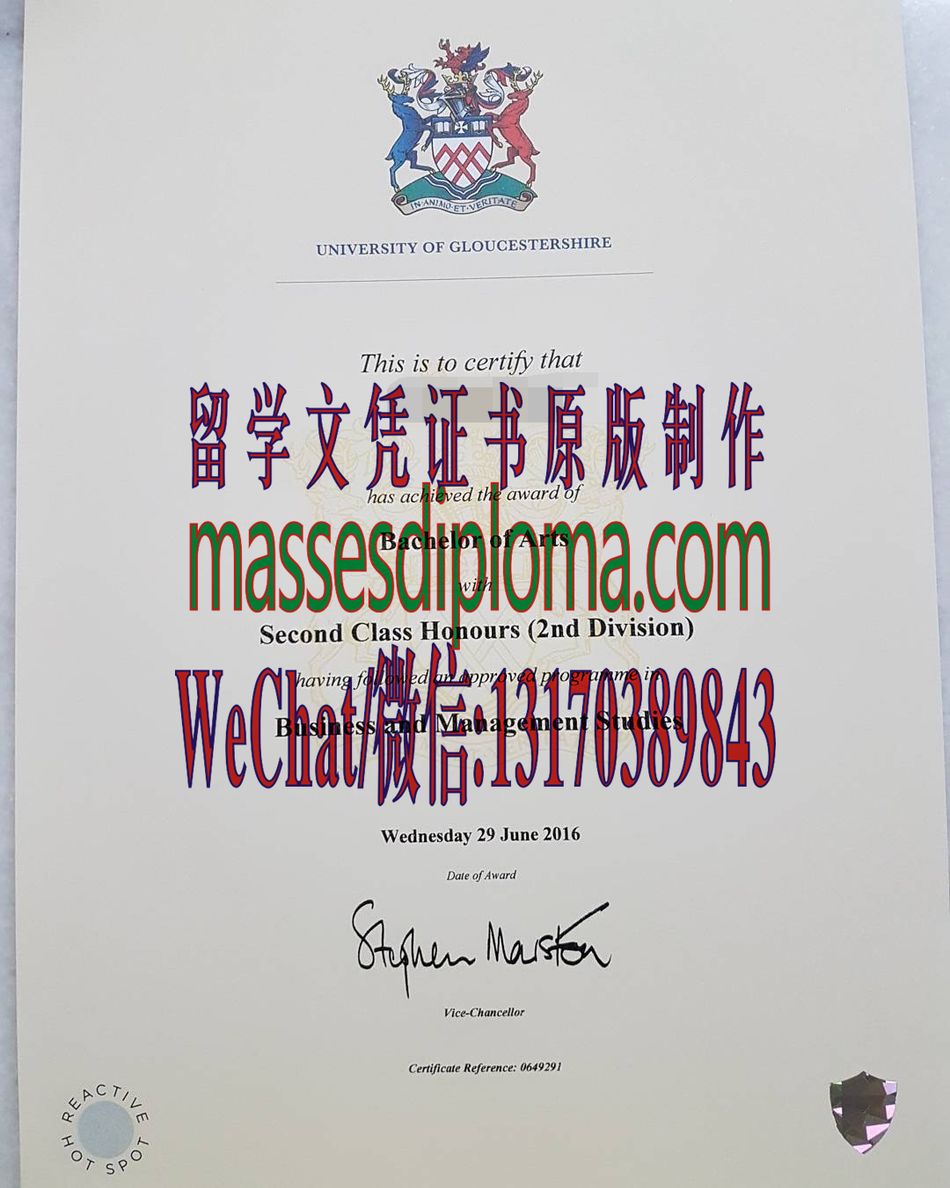 IN·ANIMO·ET·VERITATE
UNIVERSITY OF GLOUCESTERSHIRE
This is to certify that
留学文凭证书原版制作
has achieved the award of
massesdiploma.com
Bachelor of Arts
with
Second Class Honours (2nd Division)
having followed an approved programme in
WeChat/微信:13170389843
Business and Management Studies
Wednesday 29 June 2016
Date of Award
Stephen Marston
Vice-Chancellor
Certificate Reference: 0649291
REACTIVE
HOT SPOT